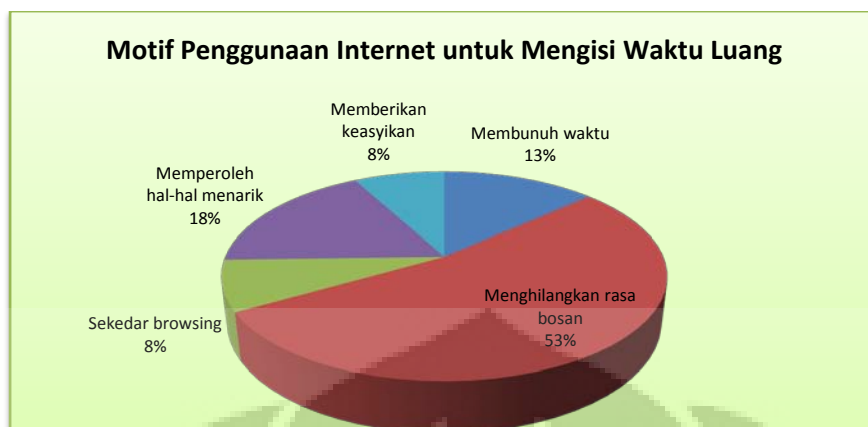 Motif Penggunaan Internet untuk Mengisi Waktu Luang
Memberikan
keasyikan
8%
Membunuh waktu
13%
Memperoleh
hal-hal menarik
18%
Menghilangkan rasa
bosan
53%
Sekedar browsing
8%